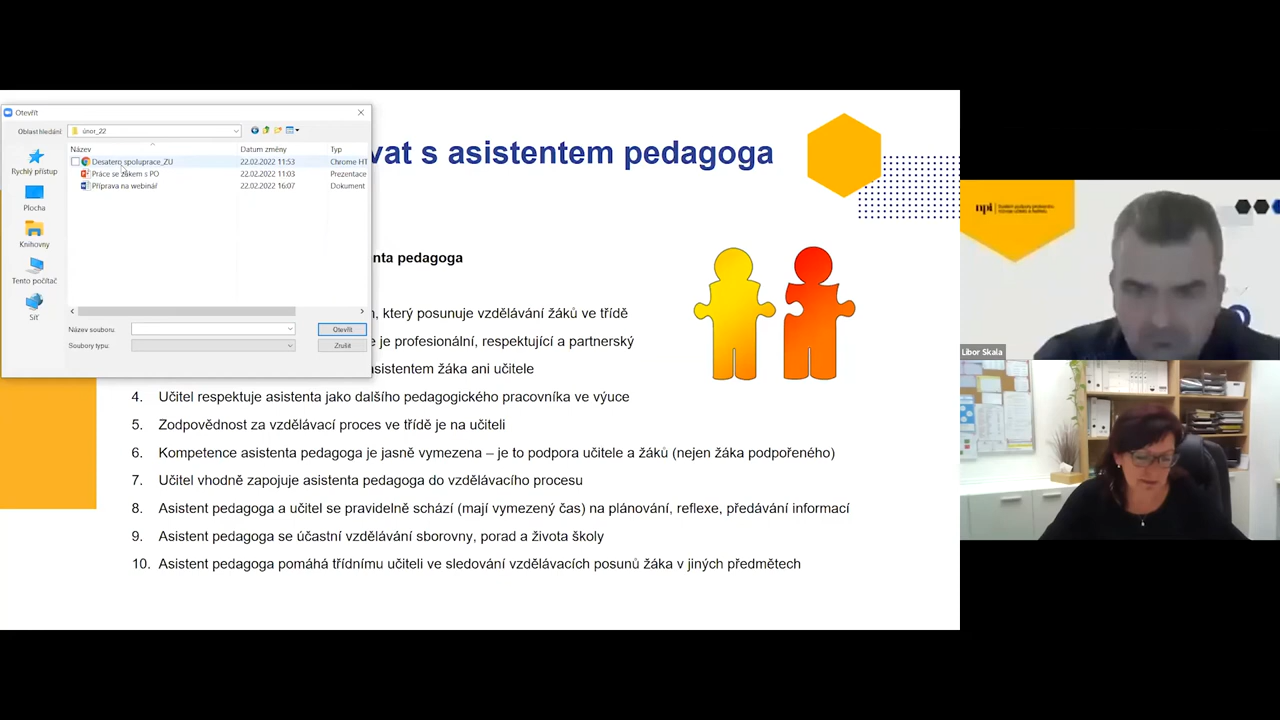 Otevřít
Oblast hledání: únor_22
Název Datum změny Typ
Desatero spolupráce_ZU 22.02.2022 11:53 Chrome HT
Práce se žákem s PO 22.02.2022 11:03 Prezentace
Příprava na webinář 22.02.2022 16:07 Dokument
Rychlý přístup
Plocha
Knihovny
Tento počítač
Síť
Název souboru: Otevřít
Soubory typu: Zrušit
vat s asistentem pedagoga
nta pedagoga
, který posunuje vzdělávání žáků ve třídě
e je profesionální, respektující a partnerský
asistentem žáka ani učitele
4. Učitel respektuje asistenta jako dalšího pedagogického pracovníka ve výuce
5. Zodpovědnost za vzdělávací proces ve třídě je na učiteli
6. Kompetence asistenta pedagoga je jasně vymezena – je to podpora učitele a žáků (nejen žáka podpořeného)
7. Učitel vhodně zapojuje asistenta pedagoga do vzdělávacího procesu
8. Asistent pedagoga a učitel se pravidelně schází (mají vymezený čas) na plánování, reflexe, předávání informací
9. Asistent pedagoga se účastní vzdělávání sborovny, porad a života školy
10. Asistent pedagoga pomáhá třídnímu učiteli ve sledování vzdělávacích posunů žáka v jiných předmětech
npi
Libor Skala